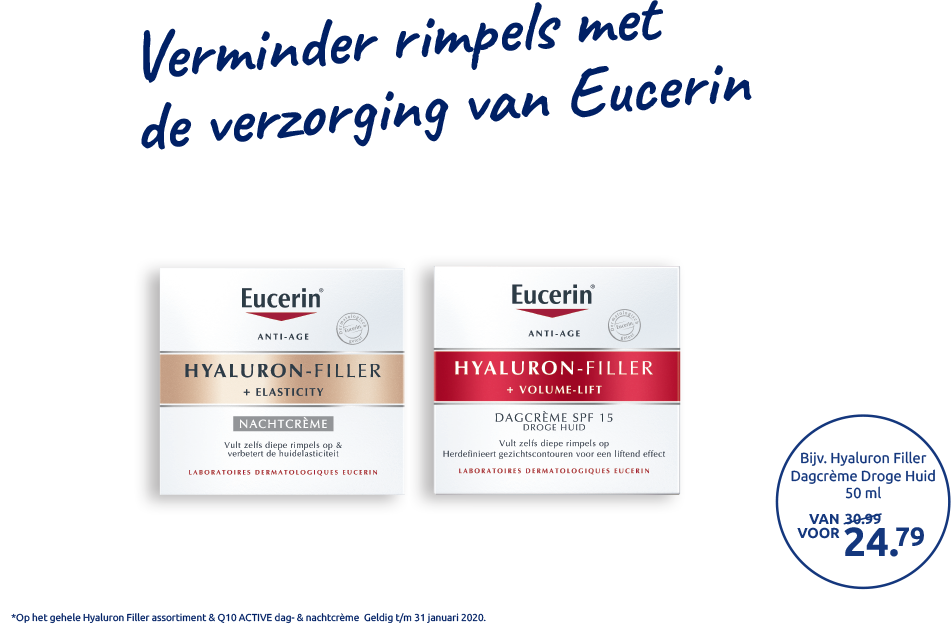 Verminder rimpels met
de verzorging van Eucerin
Eucerin®
ANTI-AGE
HYALURON-FILLER
+ ELASTICITY
NACHTCRÈME
Vult zelfs diepe rimpels op &
verbetert de huidelasticiteit
LABORATOIRES DERMATOLOGIQUES EUCERIN
Eucerin®
ANTI-AGE
HYALURON-FILLER
+ VOLUME-LIFT
DAGCRÈME SPF 15
DROGE HUID
Vult zelfs diepe rimpels op
Herdefinieert gezichtscontouren voor een liftend effect
LABORATOIRES DERMATOLOGIQUES EUCERIN
Bijv. Hyaluron Filler
Dagcrème Droge Huid
50 ml
VAN 30.99
VOOR 24.79
*Op het gehele Hyaluron Filler assortiment & Q10 ACTIVE dag- & nachtcrème Geldig t/m 31 januari 2020.